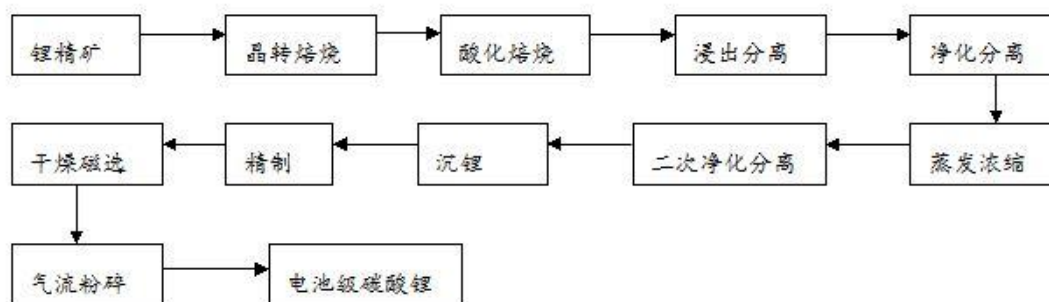 锂精矿
晶转焙烧
酸化焙烧
浸出分离
净化分离
蒸发浓缩
二次净化分离
沉锂
精制
干燥磁选
气流粉碎
电池级碳酸锂